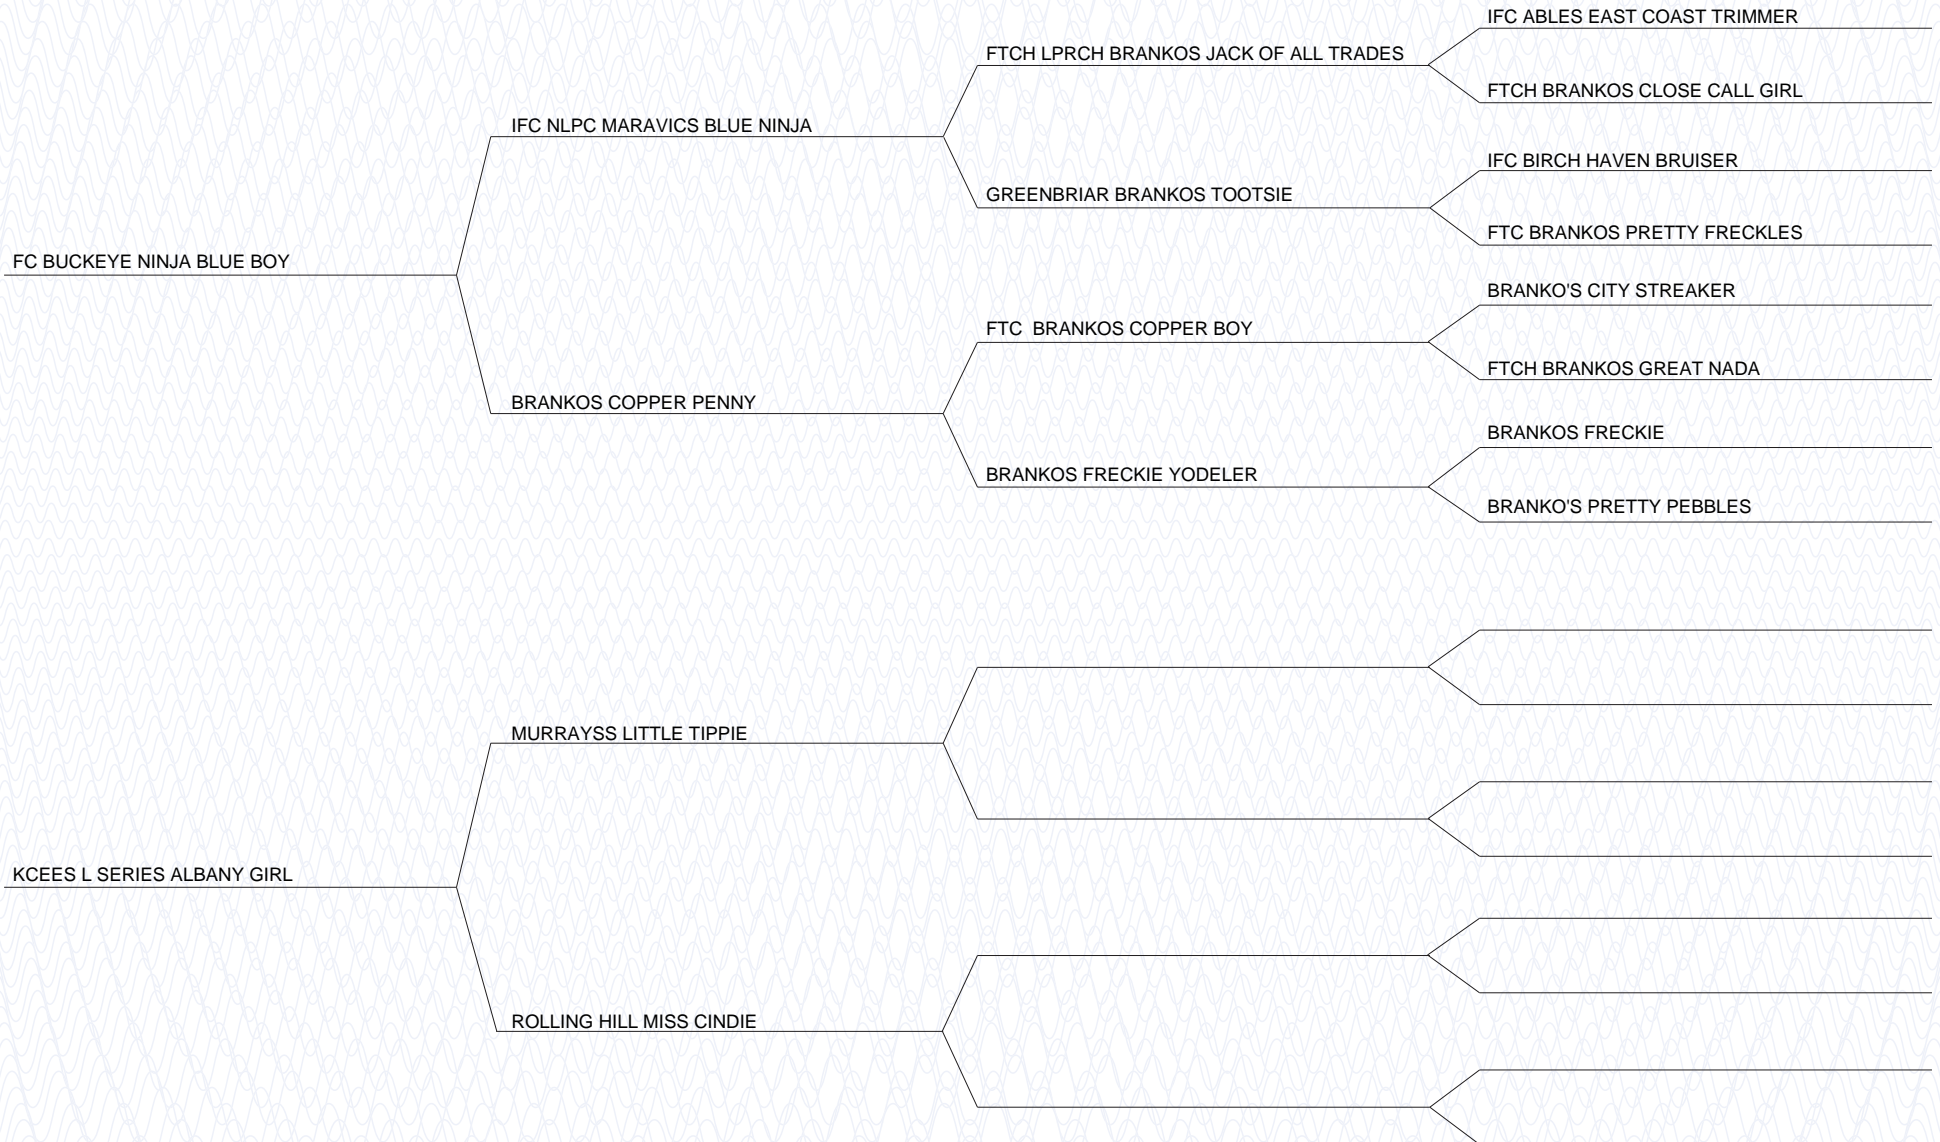 IFC ABLES EAST COAST TRIMMER
FTCH LPRCH BRANKOS JACK OF ALL TRADES
FTCH BRANKOS CLOSE CALL GIRL
IFC NLPC MARAVICS BLUE NINJA
IFC BIRCH HAVEN BRUISER
GREENBRIAR BRANKOS TOOTSIE
FTC BRANKOS PRETTY FRECKLES
FC BUCKEYE NINJA BLUE BOY
BRANKO'S CITY STREAKER
FTC  BRANKOS COPPER BOY
FTCH BRANKOS GREAT NADA
BRANKOS COPPER PENNY
BRANKOS FRECKIE
BRANKOS FRECKIE YODELER
BRANKO'S PRETTY PEBBLES
MURRAYSS LITTLE TIPPIE
KCEES L SERIES ALBANY GIRL
ROLLING HILL MISS CINDIE